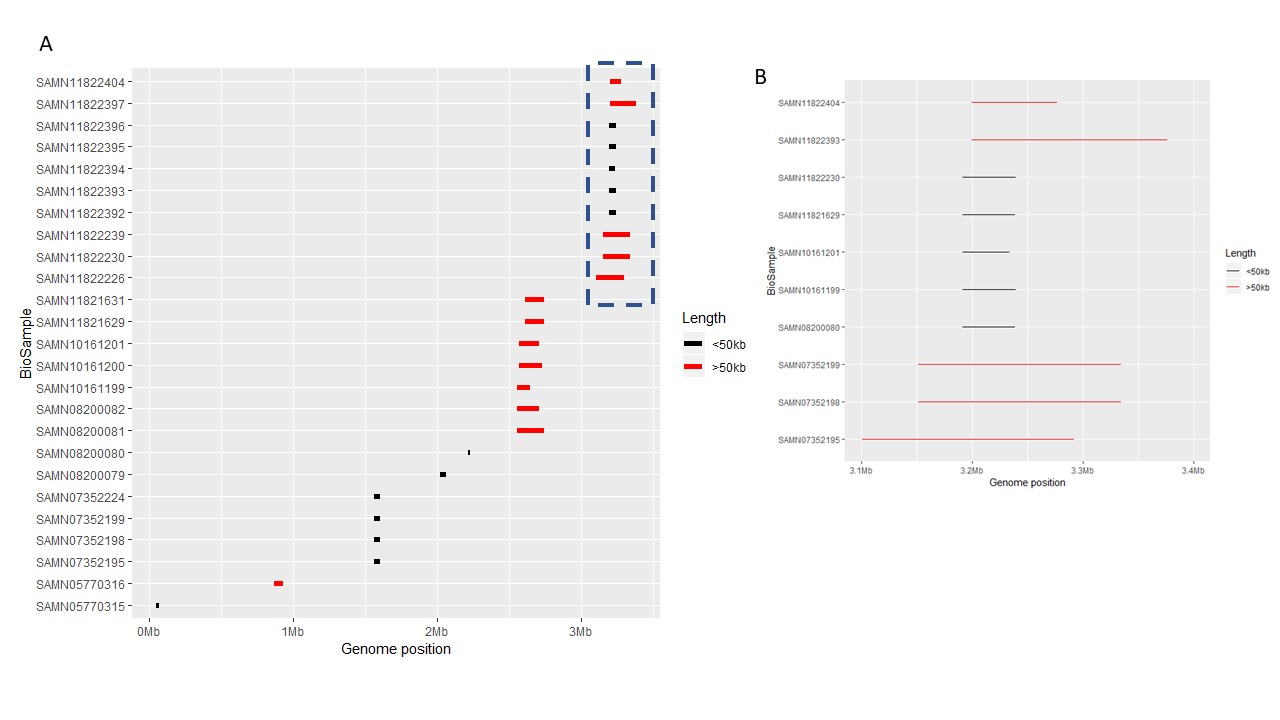 A
SAMN11822404
SAMN11822397
SAMN11822396
SAMN11822395
SAMN11822394
SAMN11822393
SAMN11822392
SAMN11822239
SAMN11822230
SAMN11822226
SAMN11821631
SAMN11821629
SAMN10161201
SAMN10161200
SAMN10161199
SAMN08200082
SAMN08200081
SAMN08200080
SAMN08200079
SAMN07352224
SAMN07352199
SAMN07352198
SAMN07352195
SAMN05770316
SAMN05770315
BioSample
0Mb 1Mb 2Mb 3Mb
Genome position
Length
<50kb
>50kb
B
SAMN11822404
SAMN11822393
SAMN11822230
SAMN11821629
SAMN10161201
SAMN10161199
SAMN08200080
SAMN07352199
SAMN07352198
SAMN07352195
BioSample
3.1Mb 3.2Mb 3.3Mb 3.4Mb
Genome position
Length
<50kb
>50kb